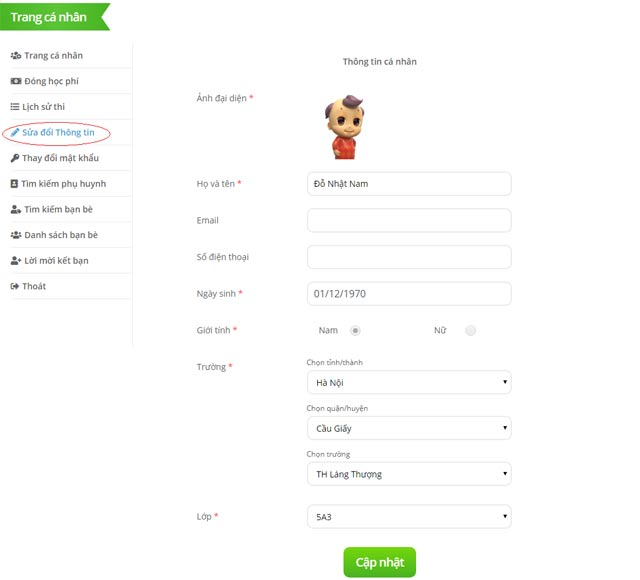 Trang cá nhân
Trang cá nhân
Đóng học phí
Lịch sử thi
Sửa đổi Thông tin
Thay đổi mật khẩu
Tìm kiếm phụ huynh
Tìm kiếm bạn bè
Danh sách bạn bè
Lời mời kết bạn
Thoát
Thông tin cá nhân
Ảnh đại diện *
Họ và tên * Đỗ Nhật Nam
Email
Số điện thoại
Ngày sinh * 01/12/1970
Giới tính * Nam Nữ
Trường * Chọn tỉnh/thành
Hà Nội
Chọn quận/huyện
Cầu Giấy
Chọn trường
TH Láng Thượng
Lớp * 5A3
Cập nhật